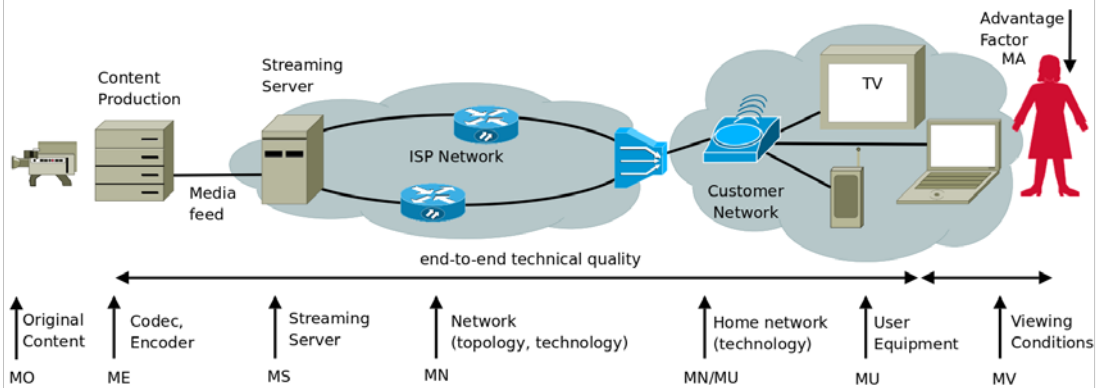 Advantage
Factor
MA
Streaming
Server
Content
Production
TV
ISP Network
Media
feed
Customer
Network
end-to-end technical quality
Original
Content
Codec,
Encoder
Streaming
Server
Network
(topology, technology)
Home network
(technology)
User
Equipment
Viewing
Conditions
MO
ME
MS
MN
MN/MU
MU
MV